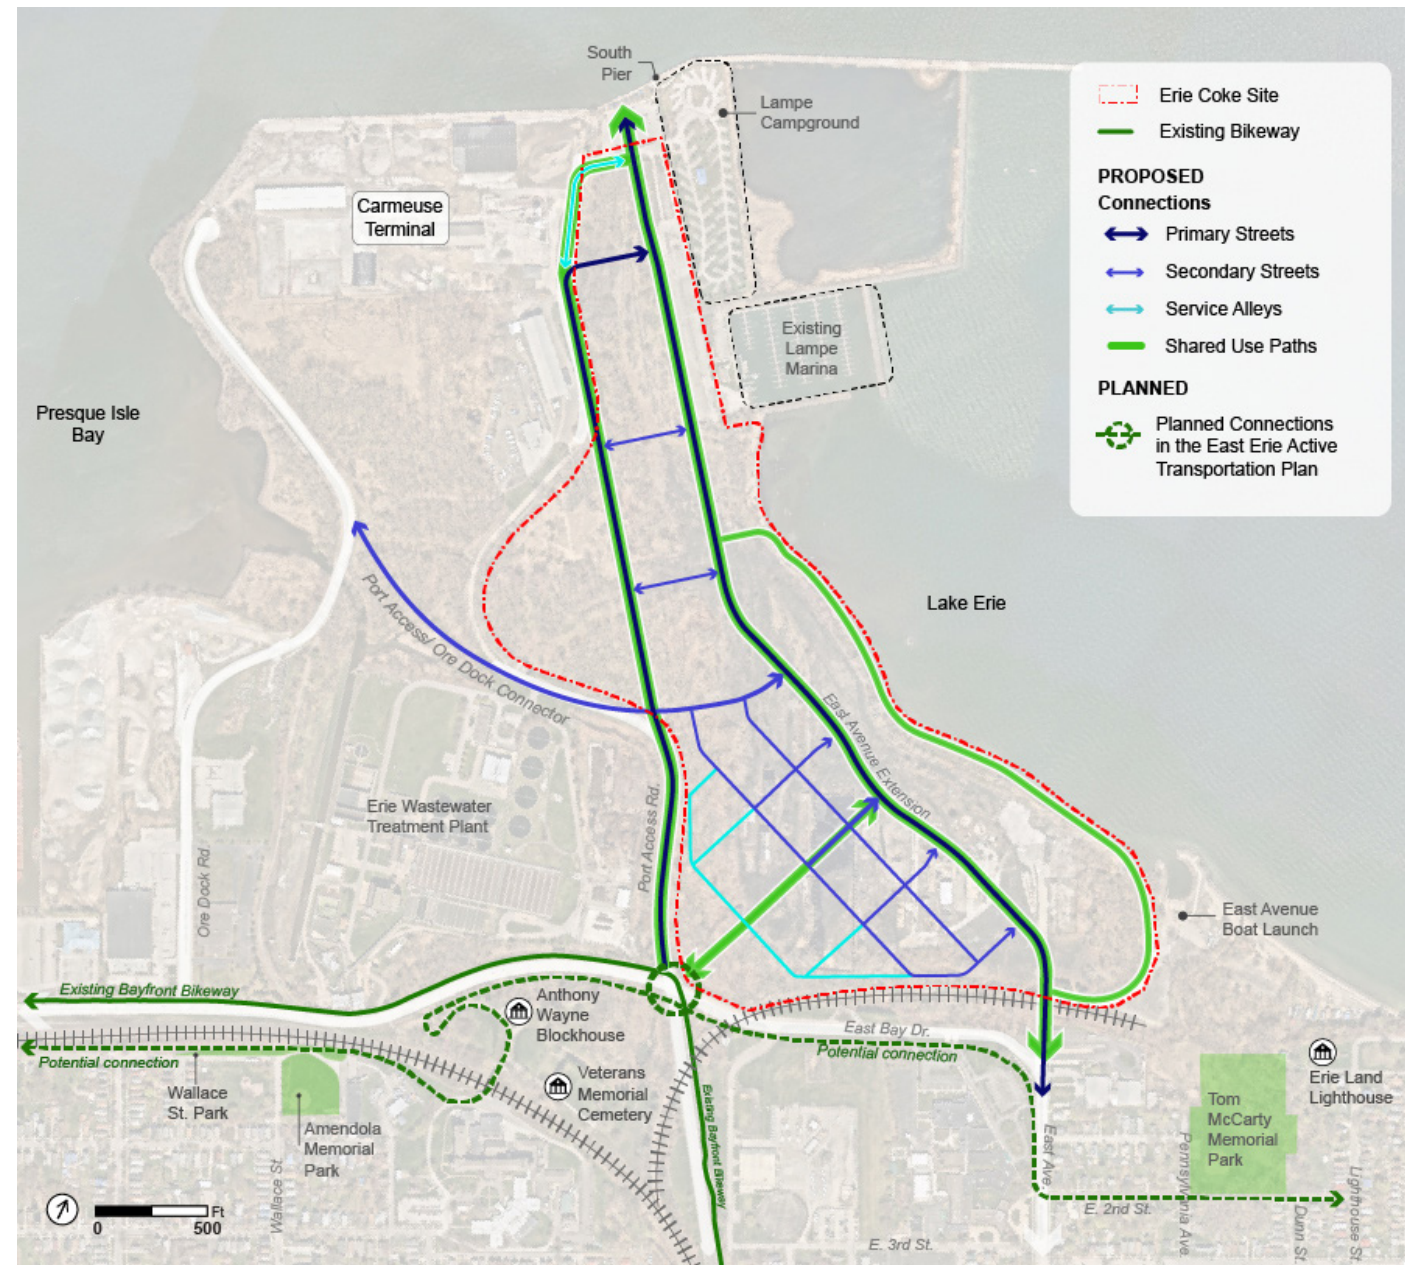 South
Pier
Lampe
Campground
Carmeuse
Terminal
Existing
Lampe
Marina
Presque Isle
Bay
Lake Erie
Erie Coke Site
Existing Bikeway
PROPOSED
Connections
Primary Streets
Secondary Streets
Service Alleys
Shared Use Paths
PLANNED
Planned Connections
in the East Erie Active
Transportation Plan
Port Access/ Ore Dock Connector
East Avenue Extension
Erie Wastewater
Treatment Plant
Port Access Rd.
Ore Dock Rd
East Avenue
Boat Launch
Existing Bayfront Bikeway
Anthony
Wayne
Blockhouse
East Bay Dr.
Potential connection
Potential connection
Wallace
St. Park
Veterans
Memorial
Cemetery
Existing Bayfront Bikeway
Amendola
Memorial
Park
Tom
McCarty
Memorial
Park
Erie Land
Lighthouse
East Ave.
Pennsylvania Ave.
Lighthouse St.
Dunn St.
Wallace St.
E. 2nd St.
E. 3rd St.
Ft
0
500